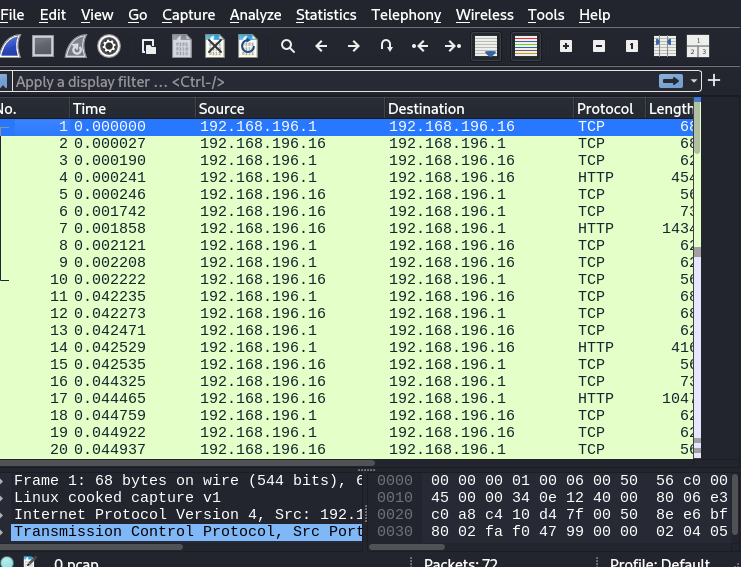 File Edit View Go Capture Analyze Statistics Telephony Wireless Tools Help
1
1 2 3
Apply a display filter ... <Ctrl-/>
No. Time Source Destination Protocol Length
1 0.000000 192.168.196.1 192.168.196.16 TCP 68
2 0.000027 192.168.196.16 192.168.196.1 TCP 68
3 0.000190 192.168.196.1 192.168.196.16 TCP 62
4 0.000241 192.168.196.1 192.168.196.16 HTTP 454
5 0.000246 192.168.196.16 192.168.196.1 TCP 56
6 0.001742 192.168.196.16 192.168.196.1 TCP 73
7 0.001858 192.168.196.16 192.168.196.1 HTTP 1434
8 0.002121 192.168.196.1 192.168.196.16 TCP 62
9 0.002208 192.168.196.1 192.168.196.16 TCP 62
10 0.002222 192.168.196.16 192.168.196.1 TCP 56
11 0.042235 192.168.196.1 192.168.196.16 TCP 68
12 0.042273 192.168.196.16 192.168.196.1 TCP 68
13 0.042471 192.168.196.1 192.168.196.16 TCP 62
14 0.042529 192.168.196.1 192.168.196.16 HTTP 416
15 0.042535 192.168.196.16 192.168.196.1 TCP 56
16 0.044325 192.168.196.16 192.168.196.1 TCP 73
17 0.044465 192.168.196.16 192.168.196.1 HTTP 1047
18 0.044759 192.168.196.1 192.168.196.16 TCP 62
19 0.044922 192.168.196.1 192.168.196.16 TCP 62
20 0.044937 192.168.196.16 192.168.196.1 TCP 56
Frame 1: 68 bytes on wire (544 bits), 6 0000 00 00 00 01 00 06 00 50 56 c0 00
Linux cooked capture v1 0010 45 00 00 34 0e 12 40 00 80 06 e3
Internet Protocol Version 4, Src: 192.1 0020 c0 a8 c4 10 d4 7f 00 50 8e e6 bf
Transmission Control Protocol, Src Port 0030 80 02 fa f0 47 99 00 00 02 04 05
0.pcap Packets: 72 Profile: Default